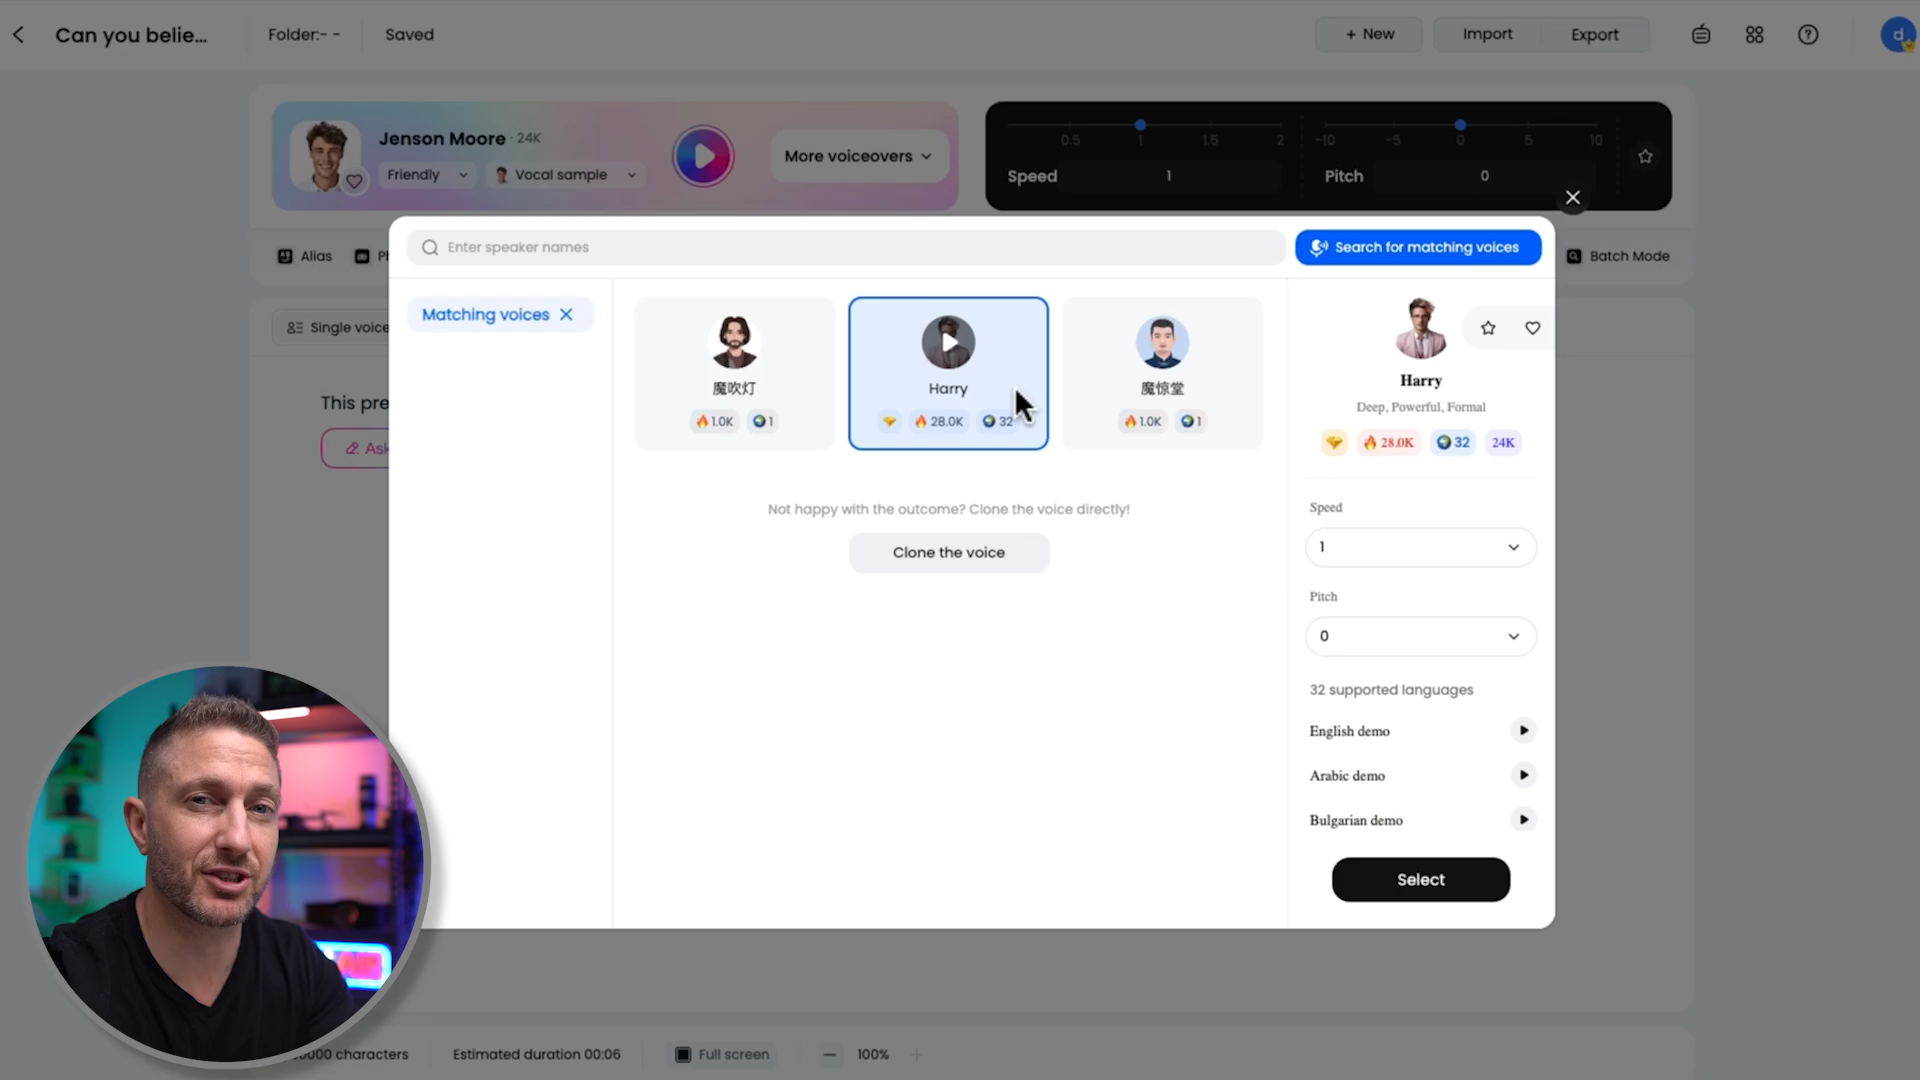 Can you belie...
Folder:- -
Saved
+ New
Import
Export
d
Jenson Moore · 24K
Friendly
Vocal sample
More voiceovers
0.5 1 1.5 2
-10 -5 0 5 10
Speed 1
Pitch 0
Alias
Enter speaker names
Search for matching voices
Batch Mode
Matching voices
Single voice
魔吹灯
1.0K 1
Harry
28.0K 32
魔惊堂
1.0K 1
Harry
Deep, Powerful, Formal
28.0K 32 24K
This pre
Ask
Not happy with the outcome? Clone the voice directly!
Clone the voice
Speed
1
Pitch
0
32 supported languages
English demo
Arabic demo
Bulgarian demo
Select
characters
Estimated duration 00:06
Full screen
100%